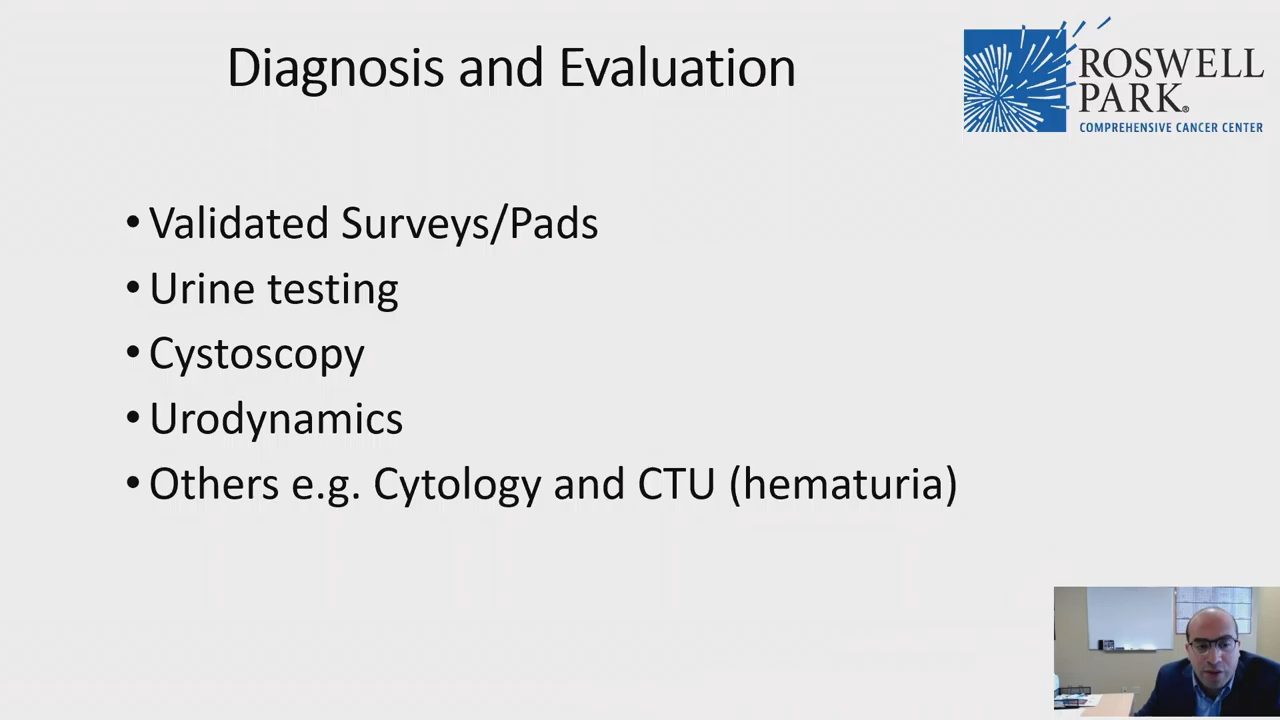 Diagnosis and Evaluation
ROSWELL
PARK®
COMPREHENSIVE CANCER CENTER
• Validated Surveys/Pads
• Urine testing
• Cystoscopy
• Urodynamics
• Others e.g. Cytology and CTU (hematuria)